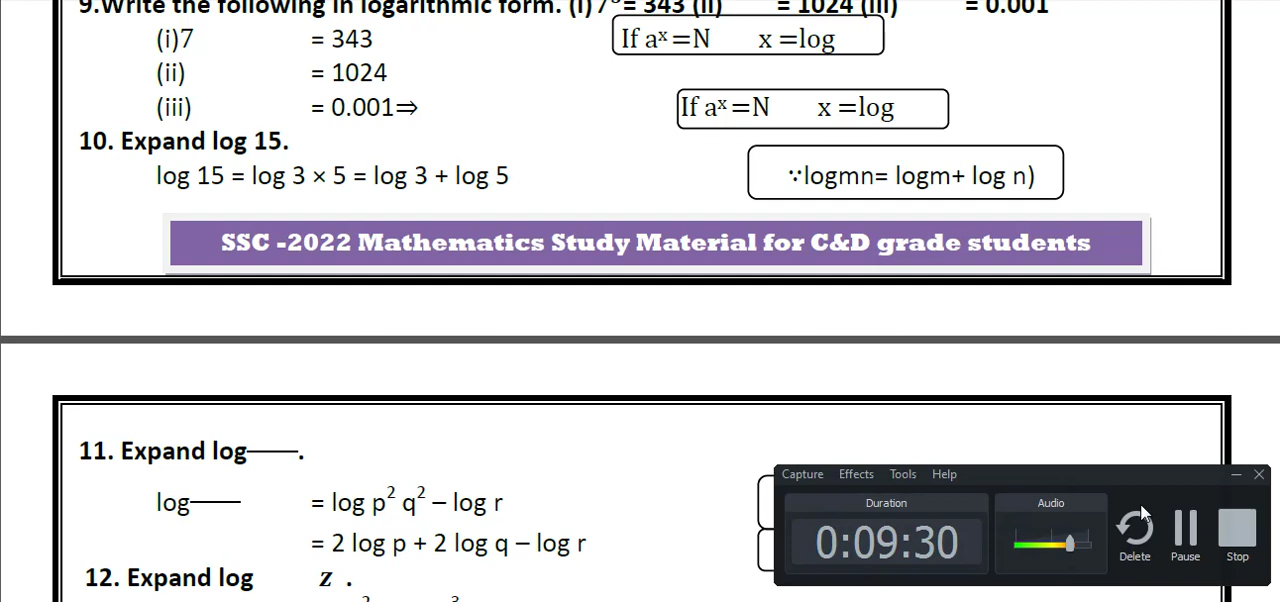 9.Write the following in logarithmic form. (i) 7 = 343 (ii) = 1024 (iii) = 0.001
(i)7 = 343 If aˣ=N x =log
(ii) = 1024
(iii) = 0.001⇒ If aˣ=N x =log
10. Expand log 15.
log 15 = log 3 × 5 = log 3 + log 5 ∵logmn= logm+ log n)
SSC -2022 Mathematics Study Material for C&D grade students
11. Expand log——.
log—— = log p² q² – log r
= 2 log p + 2 log q – log r
12. Expand log z .
2 3
Capture Effects Tools Help
Duration Audio
0:09:30
Delete Pause Stop